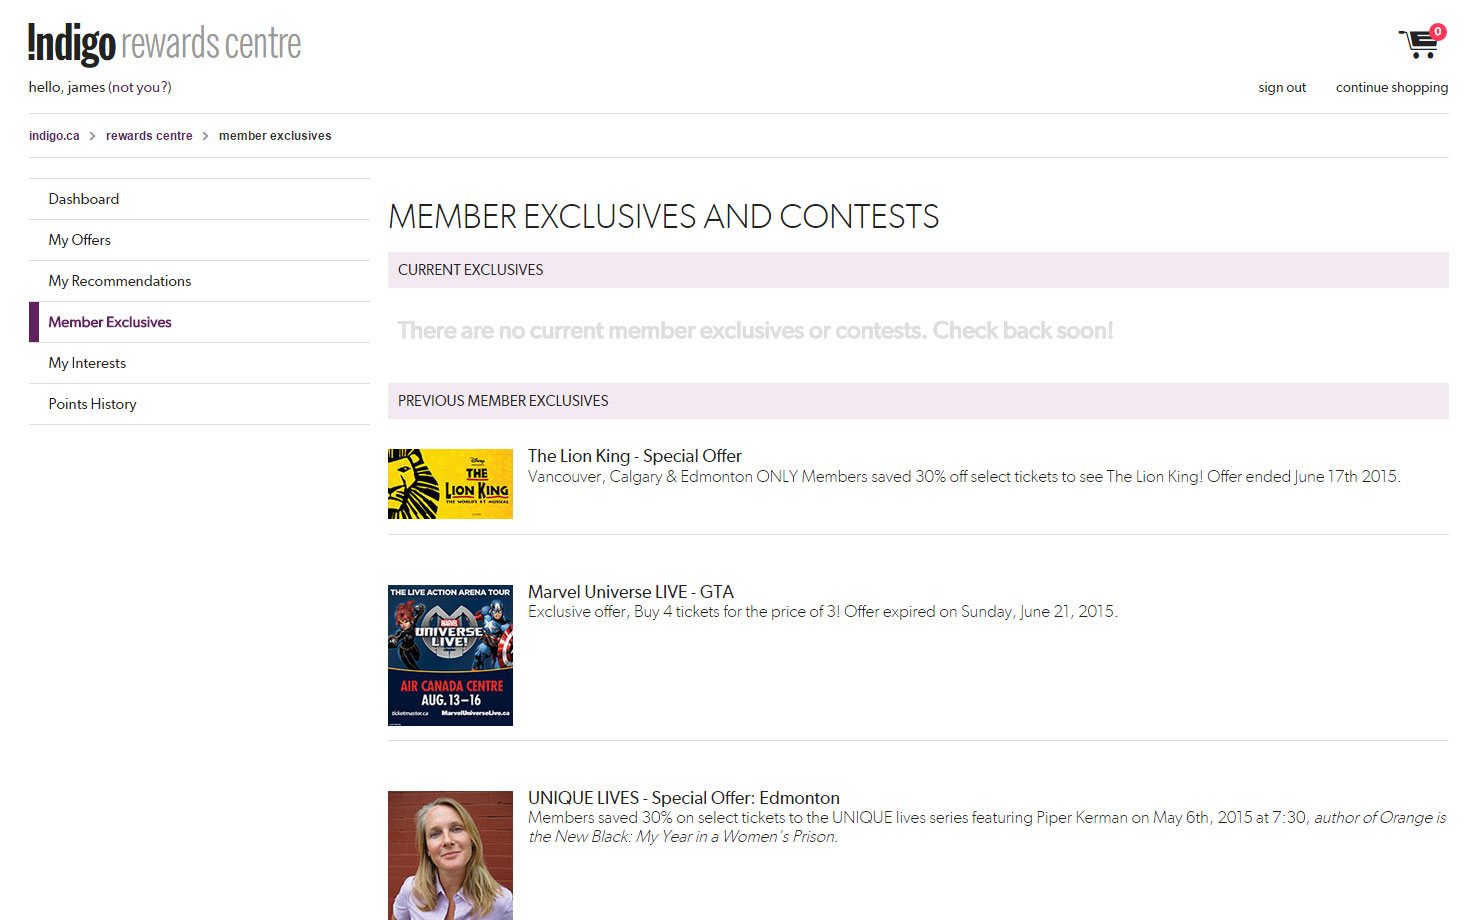 !ndigo rewards centre
0
hello, james (not you?)
sign out
continue shopping
indigo.ca > rewards centre > member exclusives
Dashboard
My Offers
My Recommendations
Member Exclusives
My Interests
Points History
MEMBER EXCLUSIVES AND CONTESTS
CURRENT EXCLUSIVES
There are no current member exclusives or contests. Check back soon!
PREVIOUS MEMBER EXCLUSIVES
Disney
THE
LION KING
THE WORLD'S #1 MUSICAL
The Lion King - Special Offer
Vancouver, Calgary & Edmonton ONLY Members saved 30% off select tickets to see The Lion King! Offer ended June 17th 2015.
THE LIVE ACTION ARENA TOUR
MARVEL
UNIVERSE
LIVE!
AIR CANADA CENTRE
AUG. 13–16
ticketmaster.ca MarvelUniverseLive.ca
Marvel Universe LIVE - GTA
Exclusive offer, Buy 4 tickets for the price of 3! Offer expired on Sunday, June 21, 2015.
UNIQUE LIVES - Special Offer: Edmonton
Members saved 30% on select tickets to the UNIQUE lives series featuring Piper Kerman on May 6th, 2015 at 7:30, author of Orange is
the New Black: My Year in a Women´s Prison.